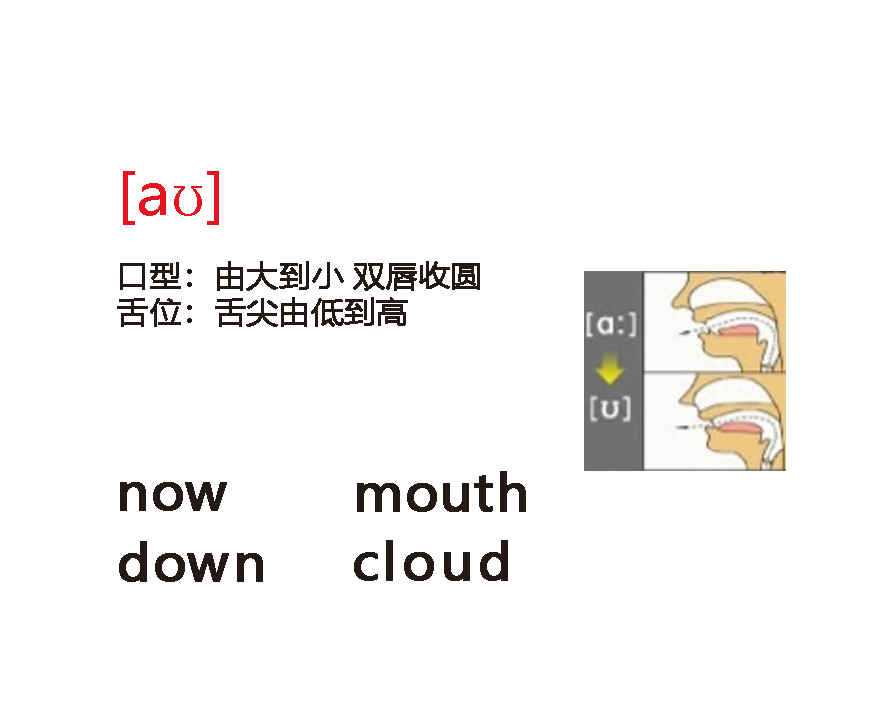 [aʊ]
口型：由大到小 双唇收圆
舌位：舌尖由低到高
[ɑː]
[ʊ]
now mouth
down cloud